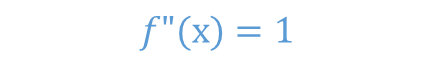 f"(x) = 1